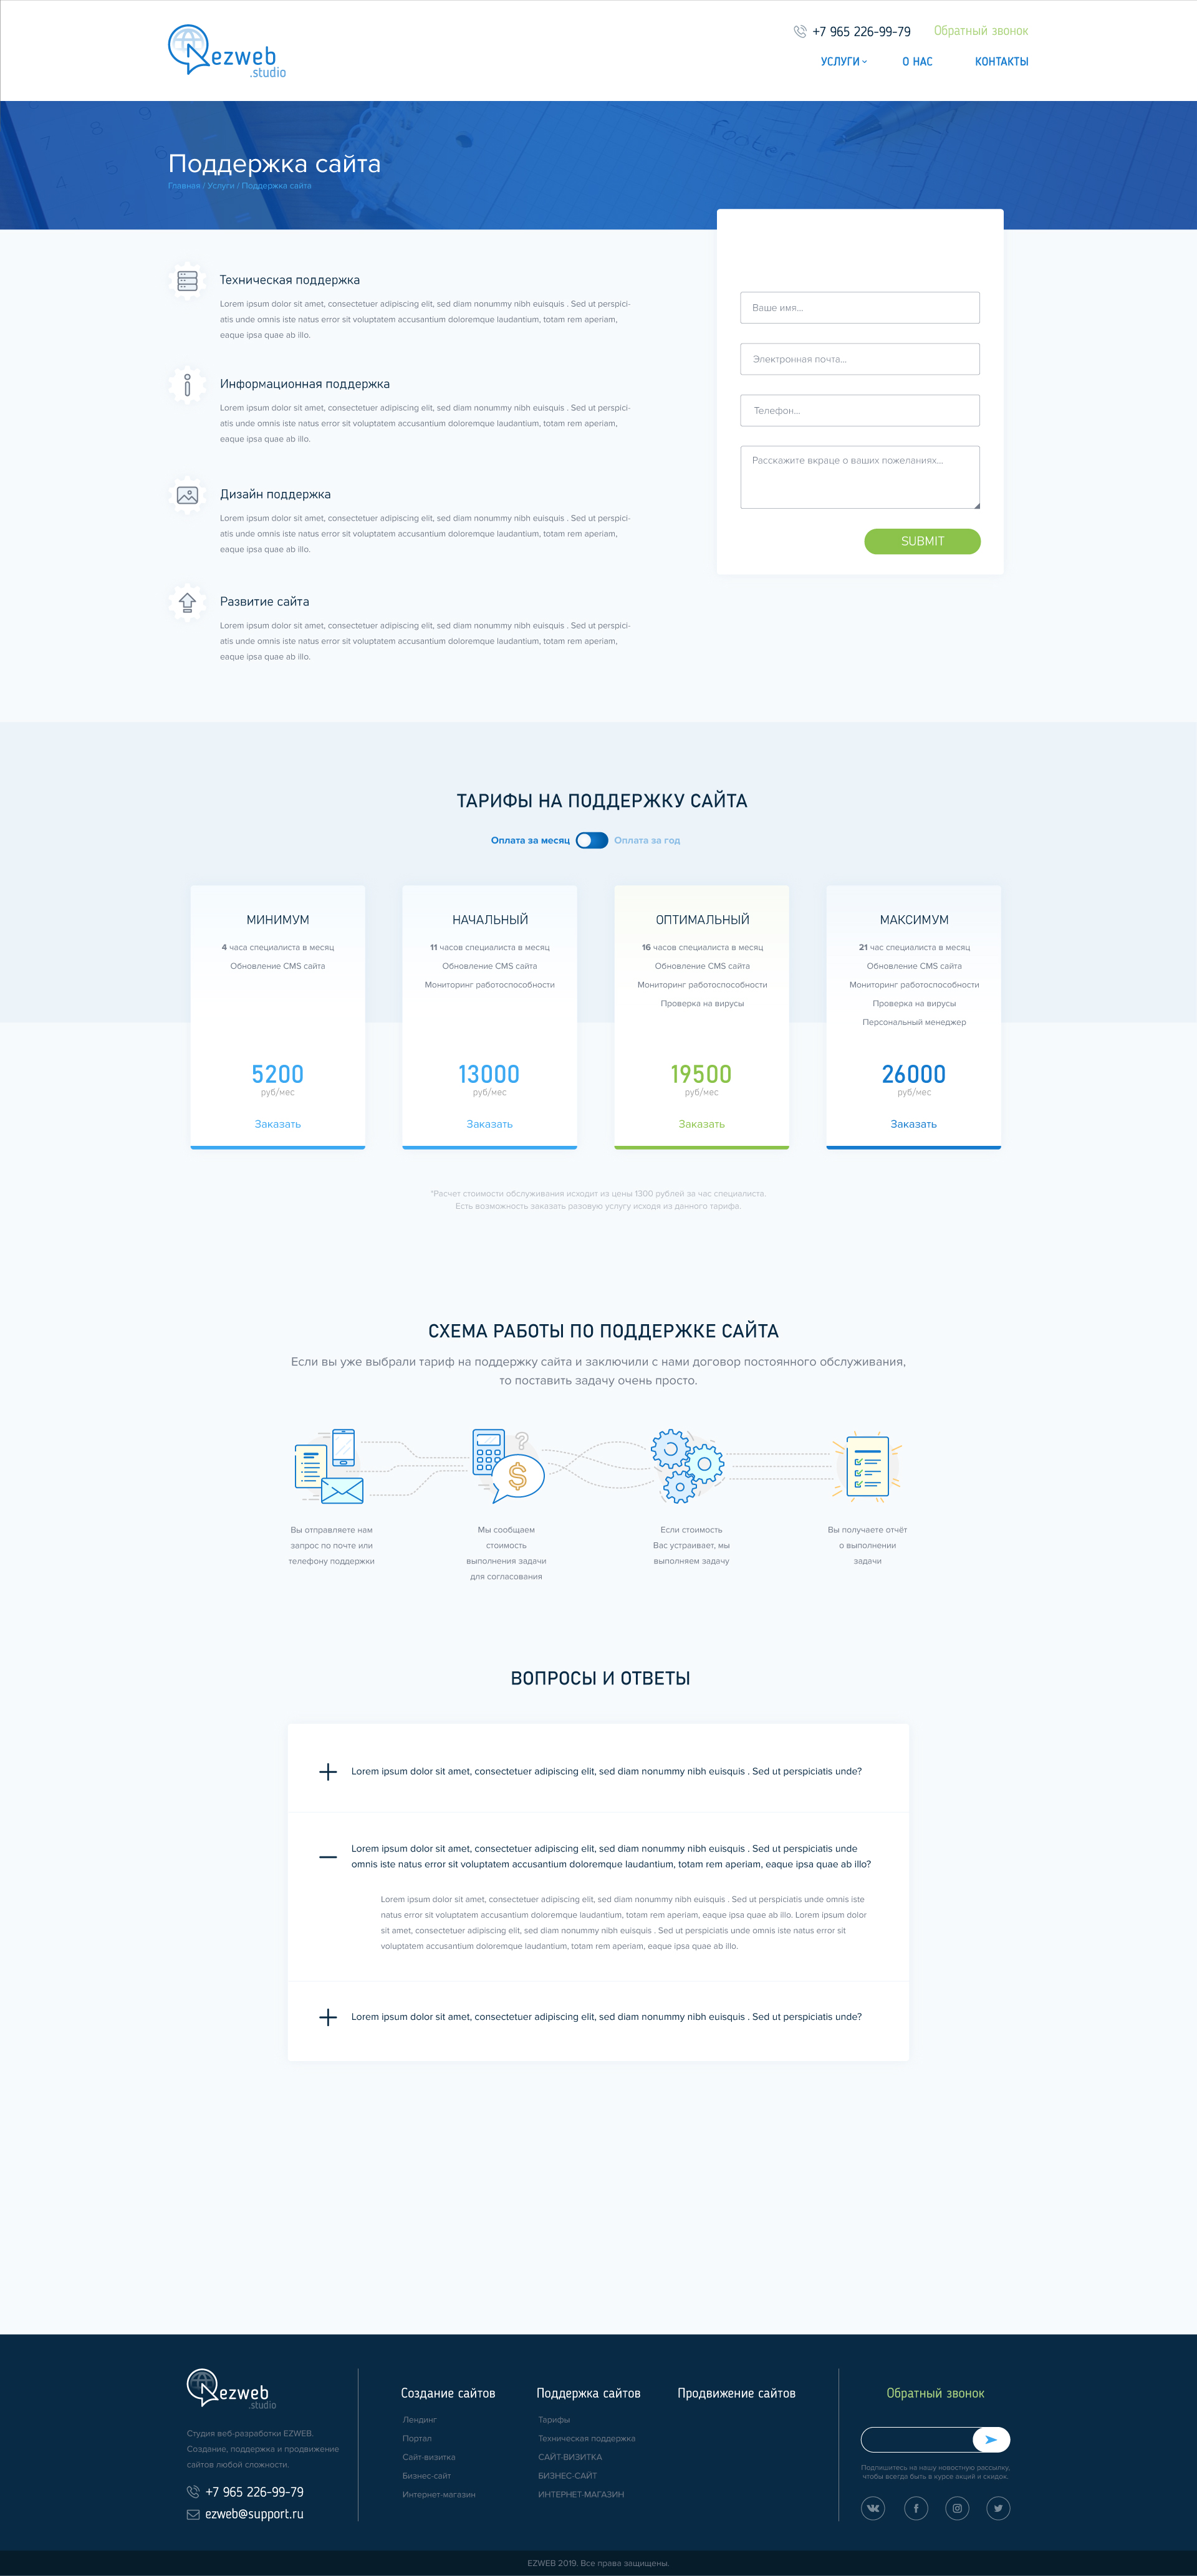 ezweb
.studio
+7 965 226-99-79
Обратный звонок
УСЛУГИ
О НАС
КОНТАКТЫ
footer
Поддержка сайта
Главная / Услуги / Поддержка сайта
Техническая поддержка
Lorem ipsum dolor sit amet, consectetuer adipiscing elit, sed diam nonummy nibh euisquis . Sed ut perspici-
atis unde omnis iste natus error sit voluptatem accusantium doloremque laudantium, totam rem aperiam,
eaque ipsa quae ab illo.
Информационная поддержка
Lorem ipsum dolor sit amet, consectetuer adipiscing elit, sed diam nonummy nibh euisquis . Sed ut perspici-
atis unde omnis iste natus error sit voluptatem accusantium doloremque laudantium, totam rem aperiam,
eaque ipsa quae ab illo.
Дизайн поддержка
Lorem ipsum dolor sit amet, consectetuer adipiscing elit, sed diam nonummy nibh euisquis . Sed ut perspici-
atis unde omnis iste natus error sit voluptatem accusantium doloremque laudantium, totam rem aperiam,
eaque ipsa quae ab illo.
Развитие сайта
Lorem ipsum dolor sit amet, consectetuer adipiscing elit, sed diam nonummy nibh euisquis . Sed ut perspici-
atis unde omnis iste natus error sit voluptatem accusantium doloremque laudantium, totam rem aperiam,
eaque ipsa quae ab illo.
Ваше имя...
Электронная почта...
Телефон...
Расскажите вкраце о ваших пожеланиях...
SUBMIT
ТАРИФЫ НА ПОДДЕРЖКУ САЙТА
Оплата за месяц
Оплата за год
МИНИМУМ
4 часа специалиста в месяц
Обновление CMS сайта
5200
руб/мес
Заказать
НАЧАЛЬНЫЙ
11 часов специалиста в месяц
Обновление CMS сайта
Мониторинг работоспособности
13000
руб/мес
Заказать
ОПТИМАЛЬНЫЙ
16 часов специалиста в месяц
Обновление CMS сайта
Мониторинг работоспособности
Проверка на вирусы
19500
руб/мес
Заказать
МАКСИМУМ
21 час специалиста в месяц
Обновление CMS сайта
Мониторинг работоспособности
Проверка на вирусы
Персональный менеджер
26000
руб/мес
Заказать
*Расчет стоимости обслуживания исходит из цены 1300 рублей за час специалиста.
Есть возможность заказать разовую услугу исходя из данного тарифа.
СХЕМА РАБОТЫ ПО ПОДДЕРЖКЕ САЙТА
Если вы уже выбрали тариф на поддержку сайта и заключили с нами договор постоянного обслуживания,
то поставить задачу очень просто.
?
$
Вы отправляете нам
запрос по почте или
телефону поддержки
Мы сообщаем
стоимость
выполнения задачи
для согласования
Если стоимость
Вас устраивает, мы
выполняем задачу
Вы получаете отчёт
о выполнении
задачи
ВОПРОСЫ И ОТВЕТЫ
Lorem ipsum dolor sit amet, consectetuer adipiscing elit, sed diam nonummy nibh euisquis . Sed ut perspiciatis unde?
Lorem ipsum dolor sit amet, consectetuer adipiscing elit, sed diam nonummy nibh euisquis . Sed ut perspiciatis unde
omnis iste natus error sit voluptatem accusantium doloremque laudantium, totam rem aperiam, eaque ipsa quae ab illo?
Lorem ipsum dolor sit amet, consectetuer adipiscing elit, sed diam nonummy nibh euisquis . Sed ut perspiciatis unde omnis iste
natus error sit voluptatem accusantium doloremque laudantium, totam rem aperiam, eaque ipsa quae ab illo. Lorem ipsum dolor
sit amet, consectetuer adipiscing elit, sed diam nonummy nibh euisquis . Sed ut perspiciatis unde omnis iste natus error sit
voluptatem accusantium doloremque laudantium, totam rem aperiam, eaque ipsa quae ab illo.
Lorem ipsum dolor sit amet, consectetuer adipiscing elit, sed diam nonummy nibh euisquis . Sed ut perspiciatis unde?
ezweb
.studio
Студия веб-разработки EZWEB.
Создание, поддержка и продвижение
сайтов любой сложности.
+7 965 226-99-79
ezweb@support.ru
Создание сайтов
Лендинг
Портал
Сайт-визитка
Бизнес-сайт
Интернет-магазин
Поддержка сайтов
Тарифы
Техническая поддержка
САЙТ-ВИЗИТКА
БИЗНЕС-САЙТ
ИНТЕРНЕТ-МАГАЗИН
Продвижение сайтов
Обратный звонок
Подпишитесь на нашу новостную рассылку,
чтобы всегда быть в курсе акций и скидок.
EZWEB 2019. Все права защищены.